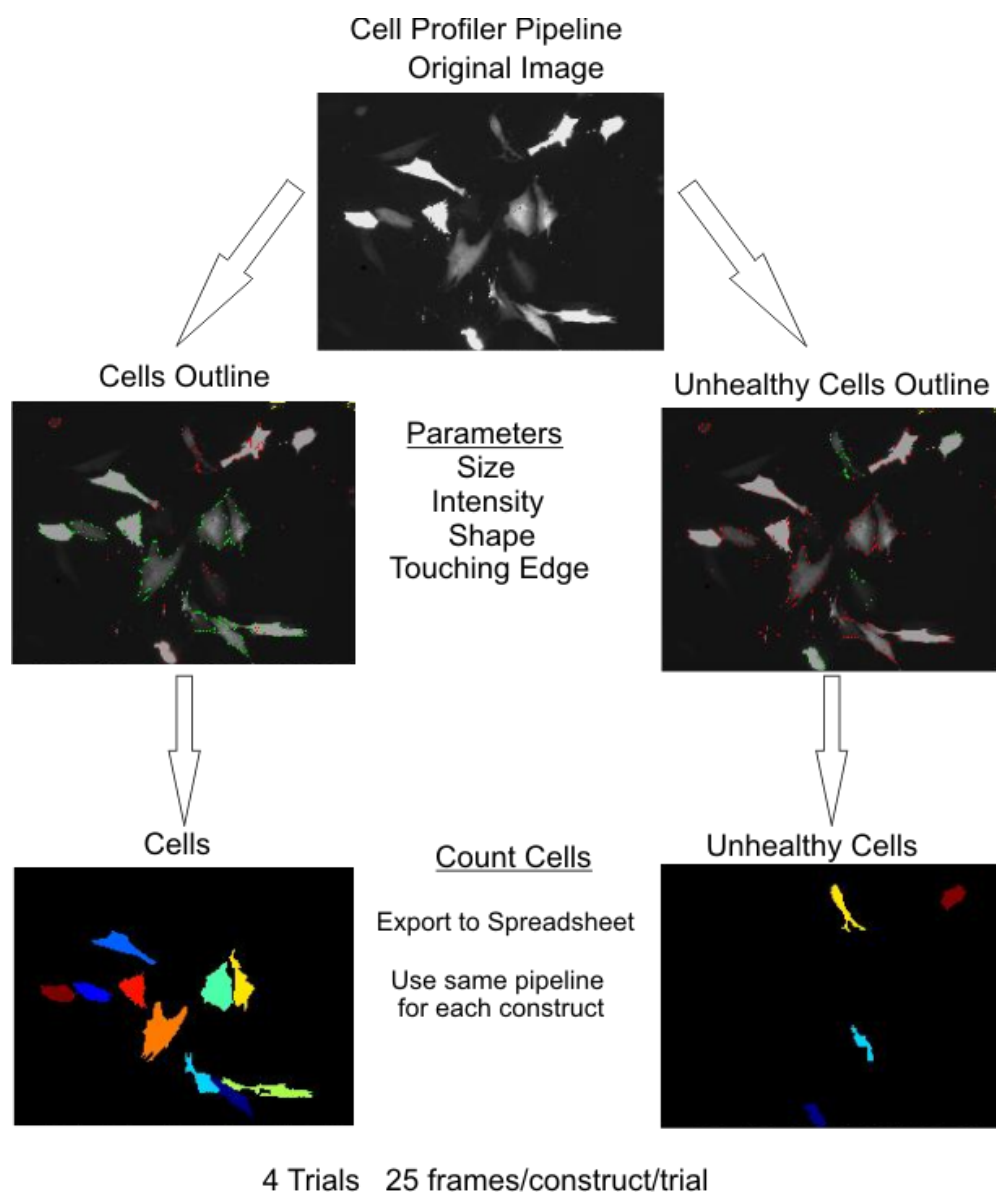 Cell Profiler Pipeline
Original Image
Cells Outline
Unhealthy Cells Outline
Parameters
Size
Intensity
Shape
Touching Edge
Cells
Count Cells
Unhealthy Cells
Export to Spreadsheet
Use same pipeline
for each construct
4 Trials 25 frames/construct/trial